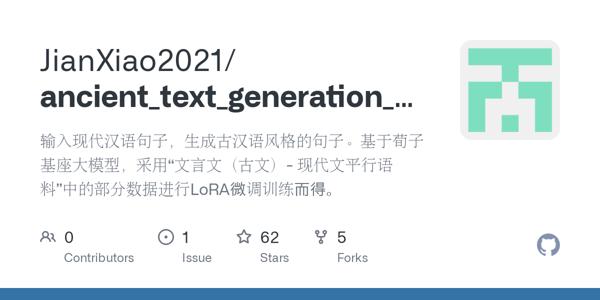 JianXiao2021/
ancient_text_generation_...
输入现代汉语句子，生成古汉语风格的句子。基于荀子
基座大模型，采用“文言文（古文）- 现代文平行语
料”中的部分数据进行LoRA微调训练而得。
0 1 62 5
Contributors Issue Stars Forks